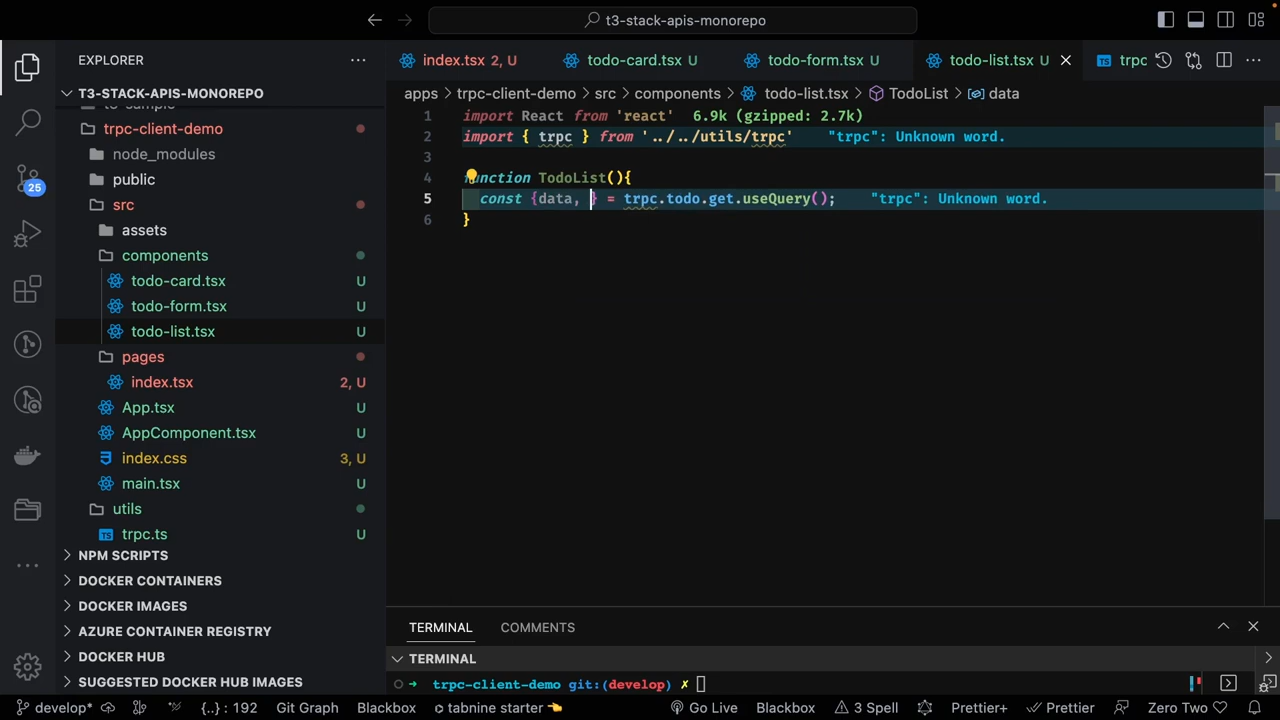 t3-stack-apis-monorepo
EXPLORER
T3-STACK-APIS-MONOREPO
trpc-client-demo
node_modules
public
src
assets
components
todo-card.tsx U
todo-form.tsx U
todo-list.tsx U
pages
index.tsx 2, U
App.tsx U
AppComponent.tsx U
index.css 3, U
main.tsx U
utils
trpc.ts U
NPM SCRIPTS
DOCKER CONTAINERS
DOCKER IMAGES
AZURE CONTAINER REGISTRY
DOCKER HUB
SUGGESTED DOCKER HUB IMAGES
25
index.tsx 2, U todo-card.tsx U todo-form.tsx U todo-list.tsx U trpc
apps > trpc-client-demo > src > components > todo-list.tsx > TodoList > data
1 import React from 'react' 6.9k (gzipped: 2.7k)
2 import { trpc } from '../../utils/trpc' "trpc": Unknown word.
3
4 function TodoList(){
5 const {data, } = trpc.todo.get.useQuery(); "trpc": Unknown word.
6 }
TERMINAL COMMENTS
TERMINAL
→ trpc-client-demo git:(develop) ✗
develop* {..} : 192 Git Graph Blackbox tabnine starter Go Live Blackbox 3 Spell Prettier+ Prettier Zero Two